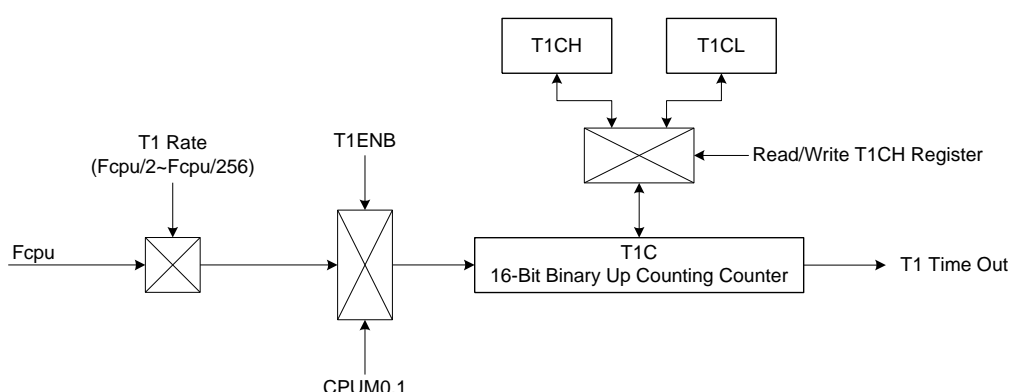 T1CH
T1CL
T1 Rate
(Fcpu/2~Fcpu/256)
T1ENB
Read/Write T1CH Register
Fcpu
T1C
16-Bit Binary Up Counting Counter
T1 Time Out
CPUM0,1